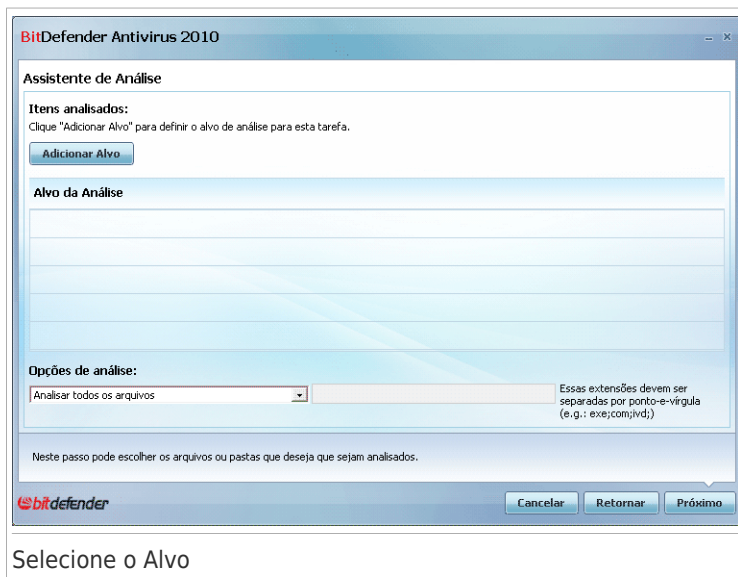 BitDefender Antivirus 2010
Assistente de Análise
Itens analisados:
Clique "Adicionar Alvo" para definir o alvo de análise para esta tarefa.
Adicionar Alvo
Alvo da Análise
Opções de análise:
Analisar todos os arquivos
Essas extensões devem ser
separadas por ponto-e-vírgula
(e.g.: exe;com;ivd;)
Neste passo pode escolher os arquivos ou pastas que deseja que sejam analisados.
bitdefender
Cancelar
Retornar
Próximo
Selecione o Alvo